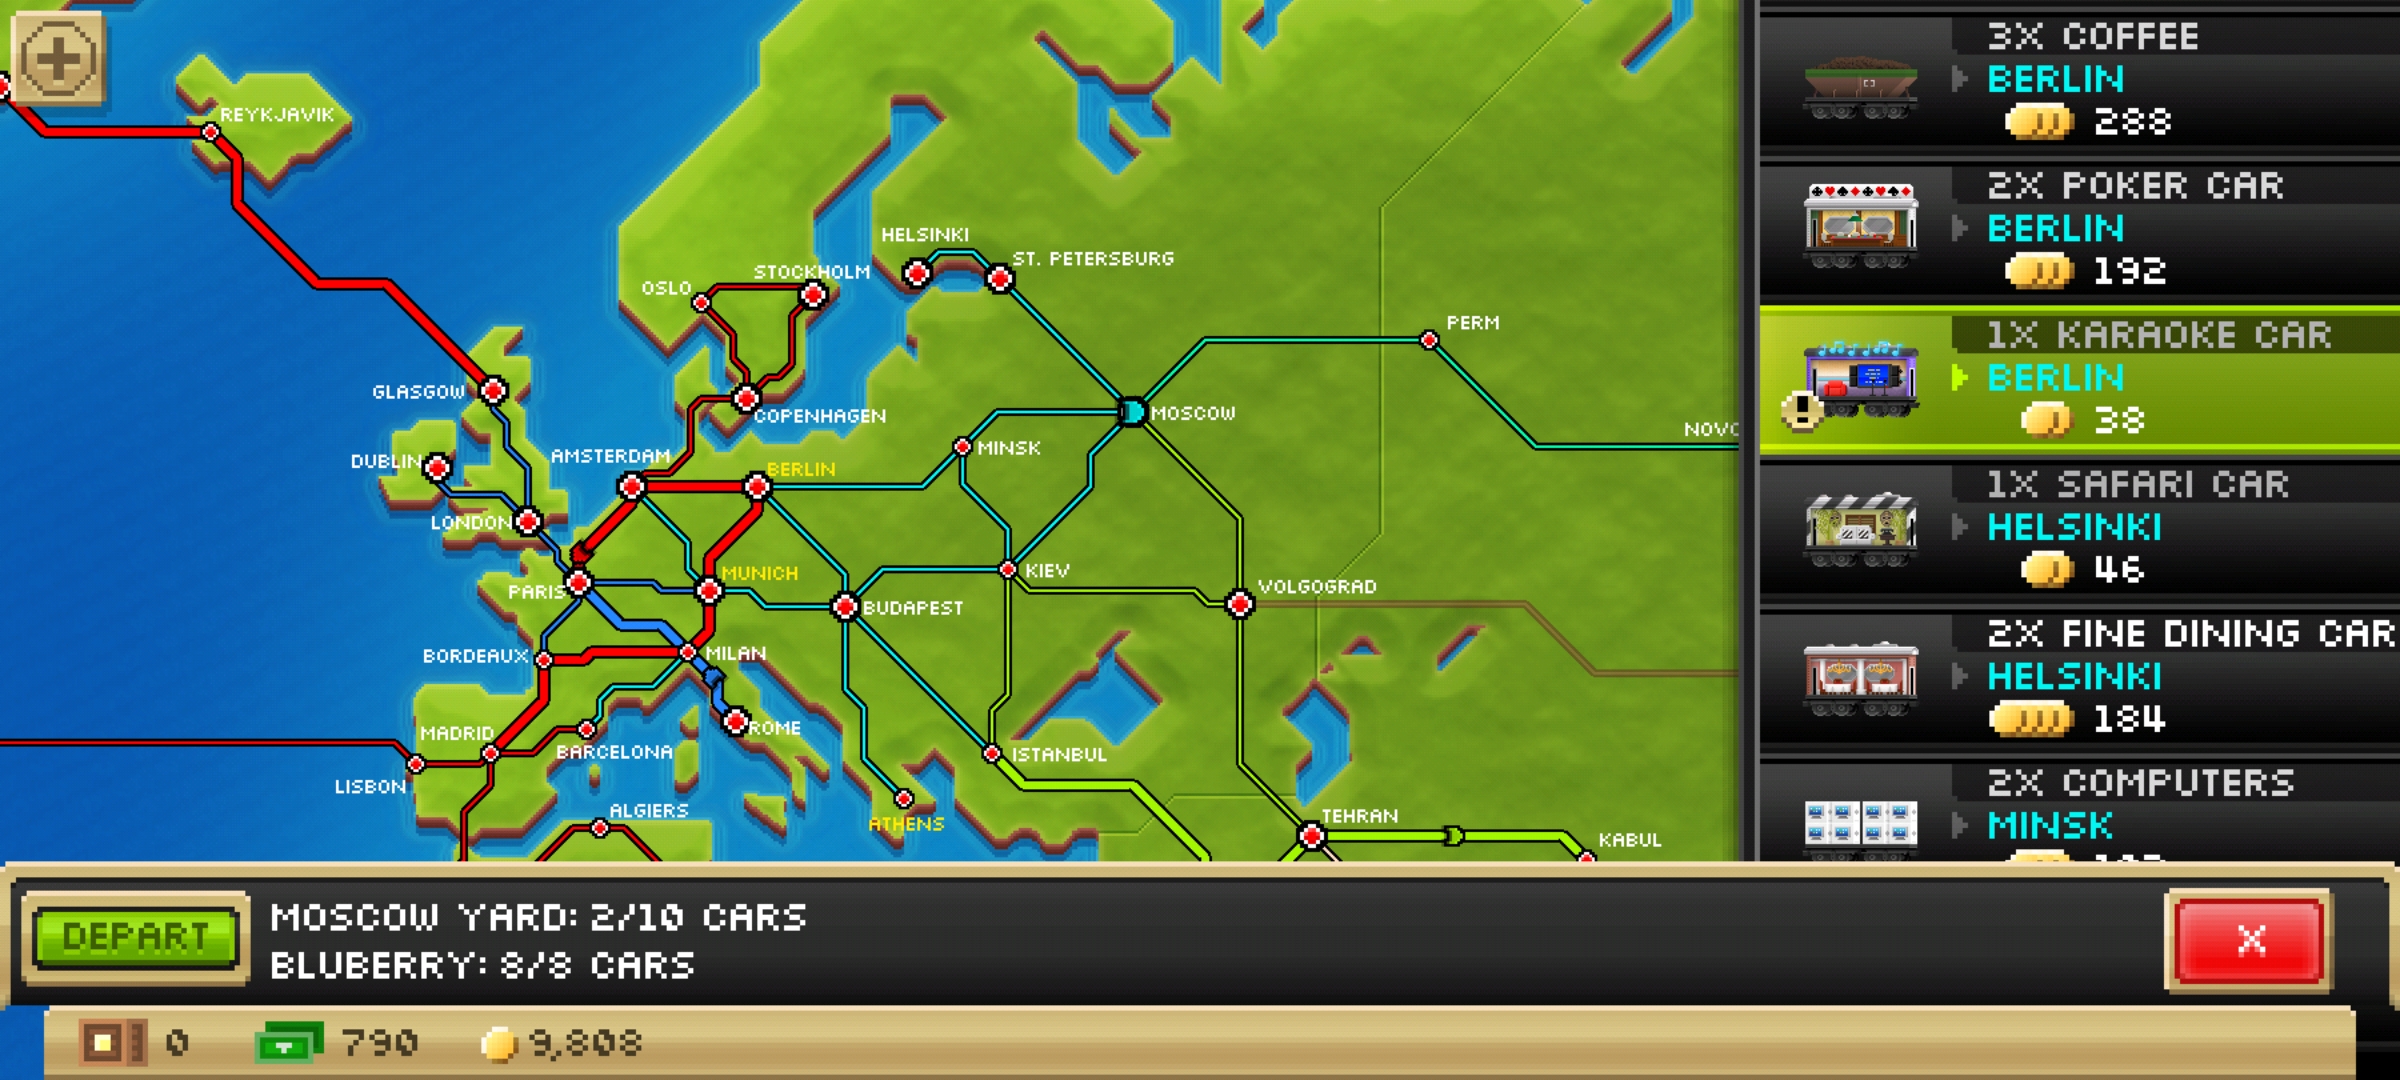 REYKJAVIK
HELSINKI
ST. PETERSBURG
STOCKHOLM
OSLO
PERM
GLASGOW
COPENHAGEN
MOSCOW
NOVO
MINSK
DUBLIN
AMSTERDAM
BERLIN
LONDON
KIEV
MUNICH
VOLGOGRAD
PARIS
BUDAPEST
BORDEAUX
MILAN
MADRID
ROME
BARCELONA
ISTANBUL
LISBON
ALGIERS
ATHENS
TEHRAN
KABUL
3X COFFEE
BERLIN
288
2X POKER CAR
BERLIN
192
1X KARAOKE CAR
BERLIN
38
1X SAFARI CAR
HELSINKI
46
2X FINE DINING CAR
HELSINKI
184
2X COMPUTERS
MINSK
DEPART
MOSCOW YARD: 2/10 CARS
BLUBERRY: 8/8 CARS
X
0
790
9,808